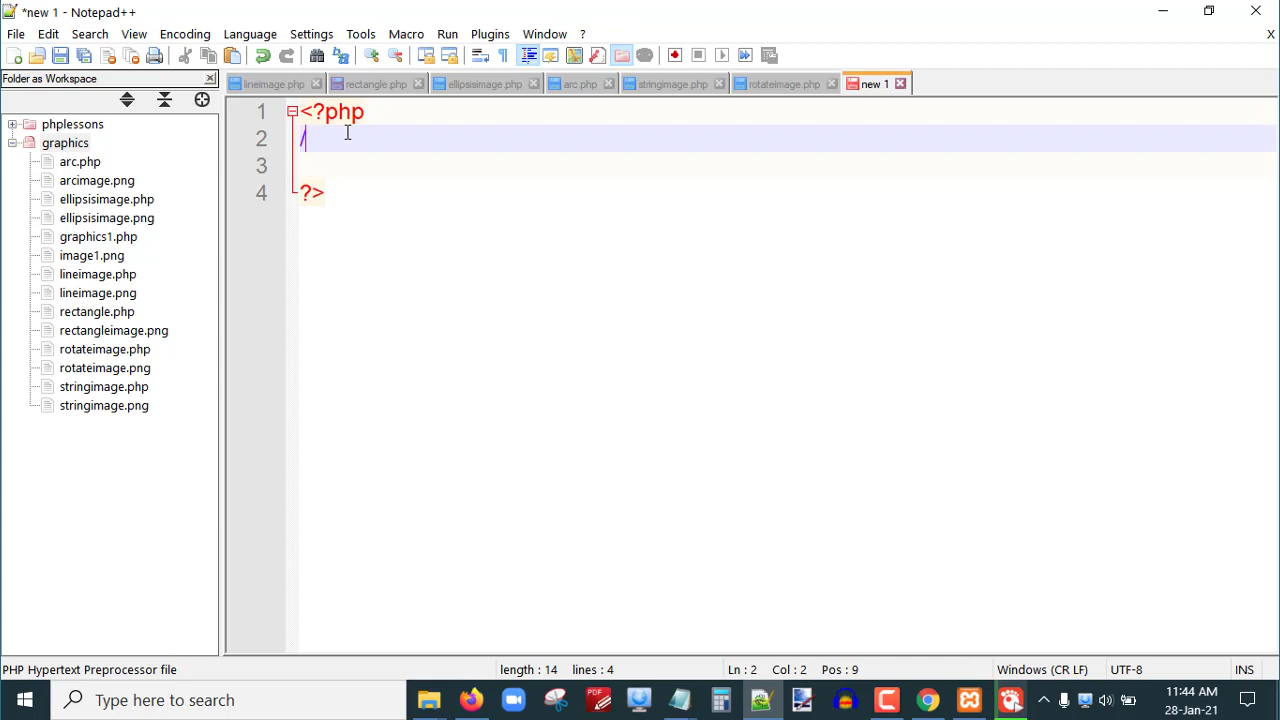 *new 1 - Notepad++
File Edit Search View Encoding Language Settings Tools Macro Run Plugins Window ? X
Folder as Workspace
lineimage.php rectangle.php ellipsisimage.php arc.php stringimage.php rotateimage.php new 1
phplessons
graphics
arc.php
arcimage.png
ellipsisimage.php
ellipsisimage.png
graphics1.php
image1.png
lineimage.php
lineimage.png
rectangle.php
rectangleimage.png
rotateimage.php
rotateimage.png
stringimage.php
stringimage.png
1 <?php
2 /
3
4 ?>
PHP Hypertext Preprocessor file length : 14 lines : 4 Ln : 2 Col : 2 Pos : 9 Windows (CR LF) UTF-8 INS
Type here to search
PDF
11:44 AM
28-Jan-21